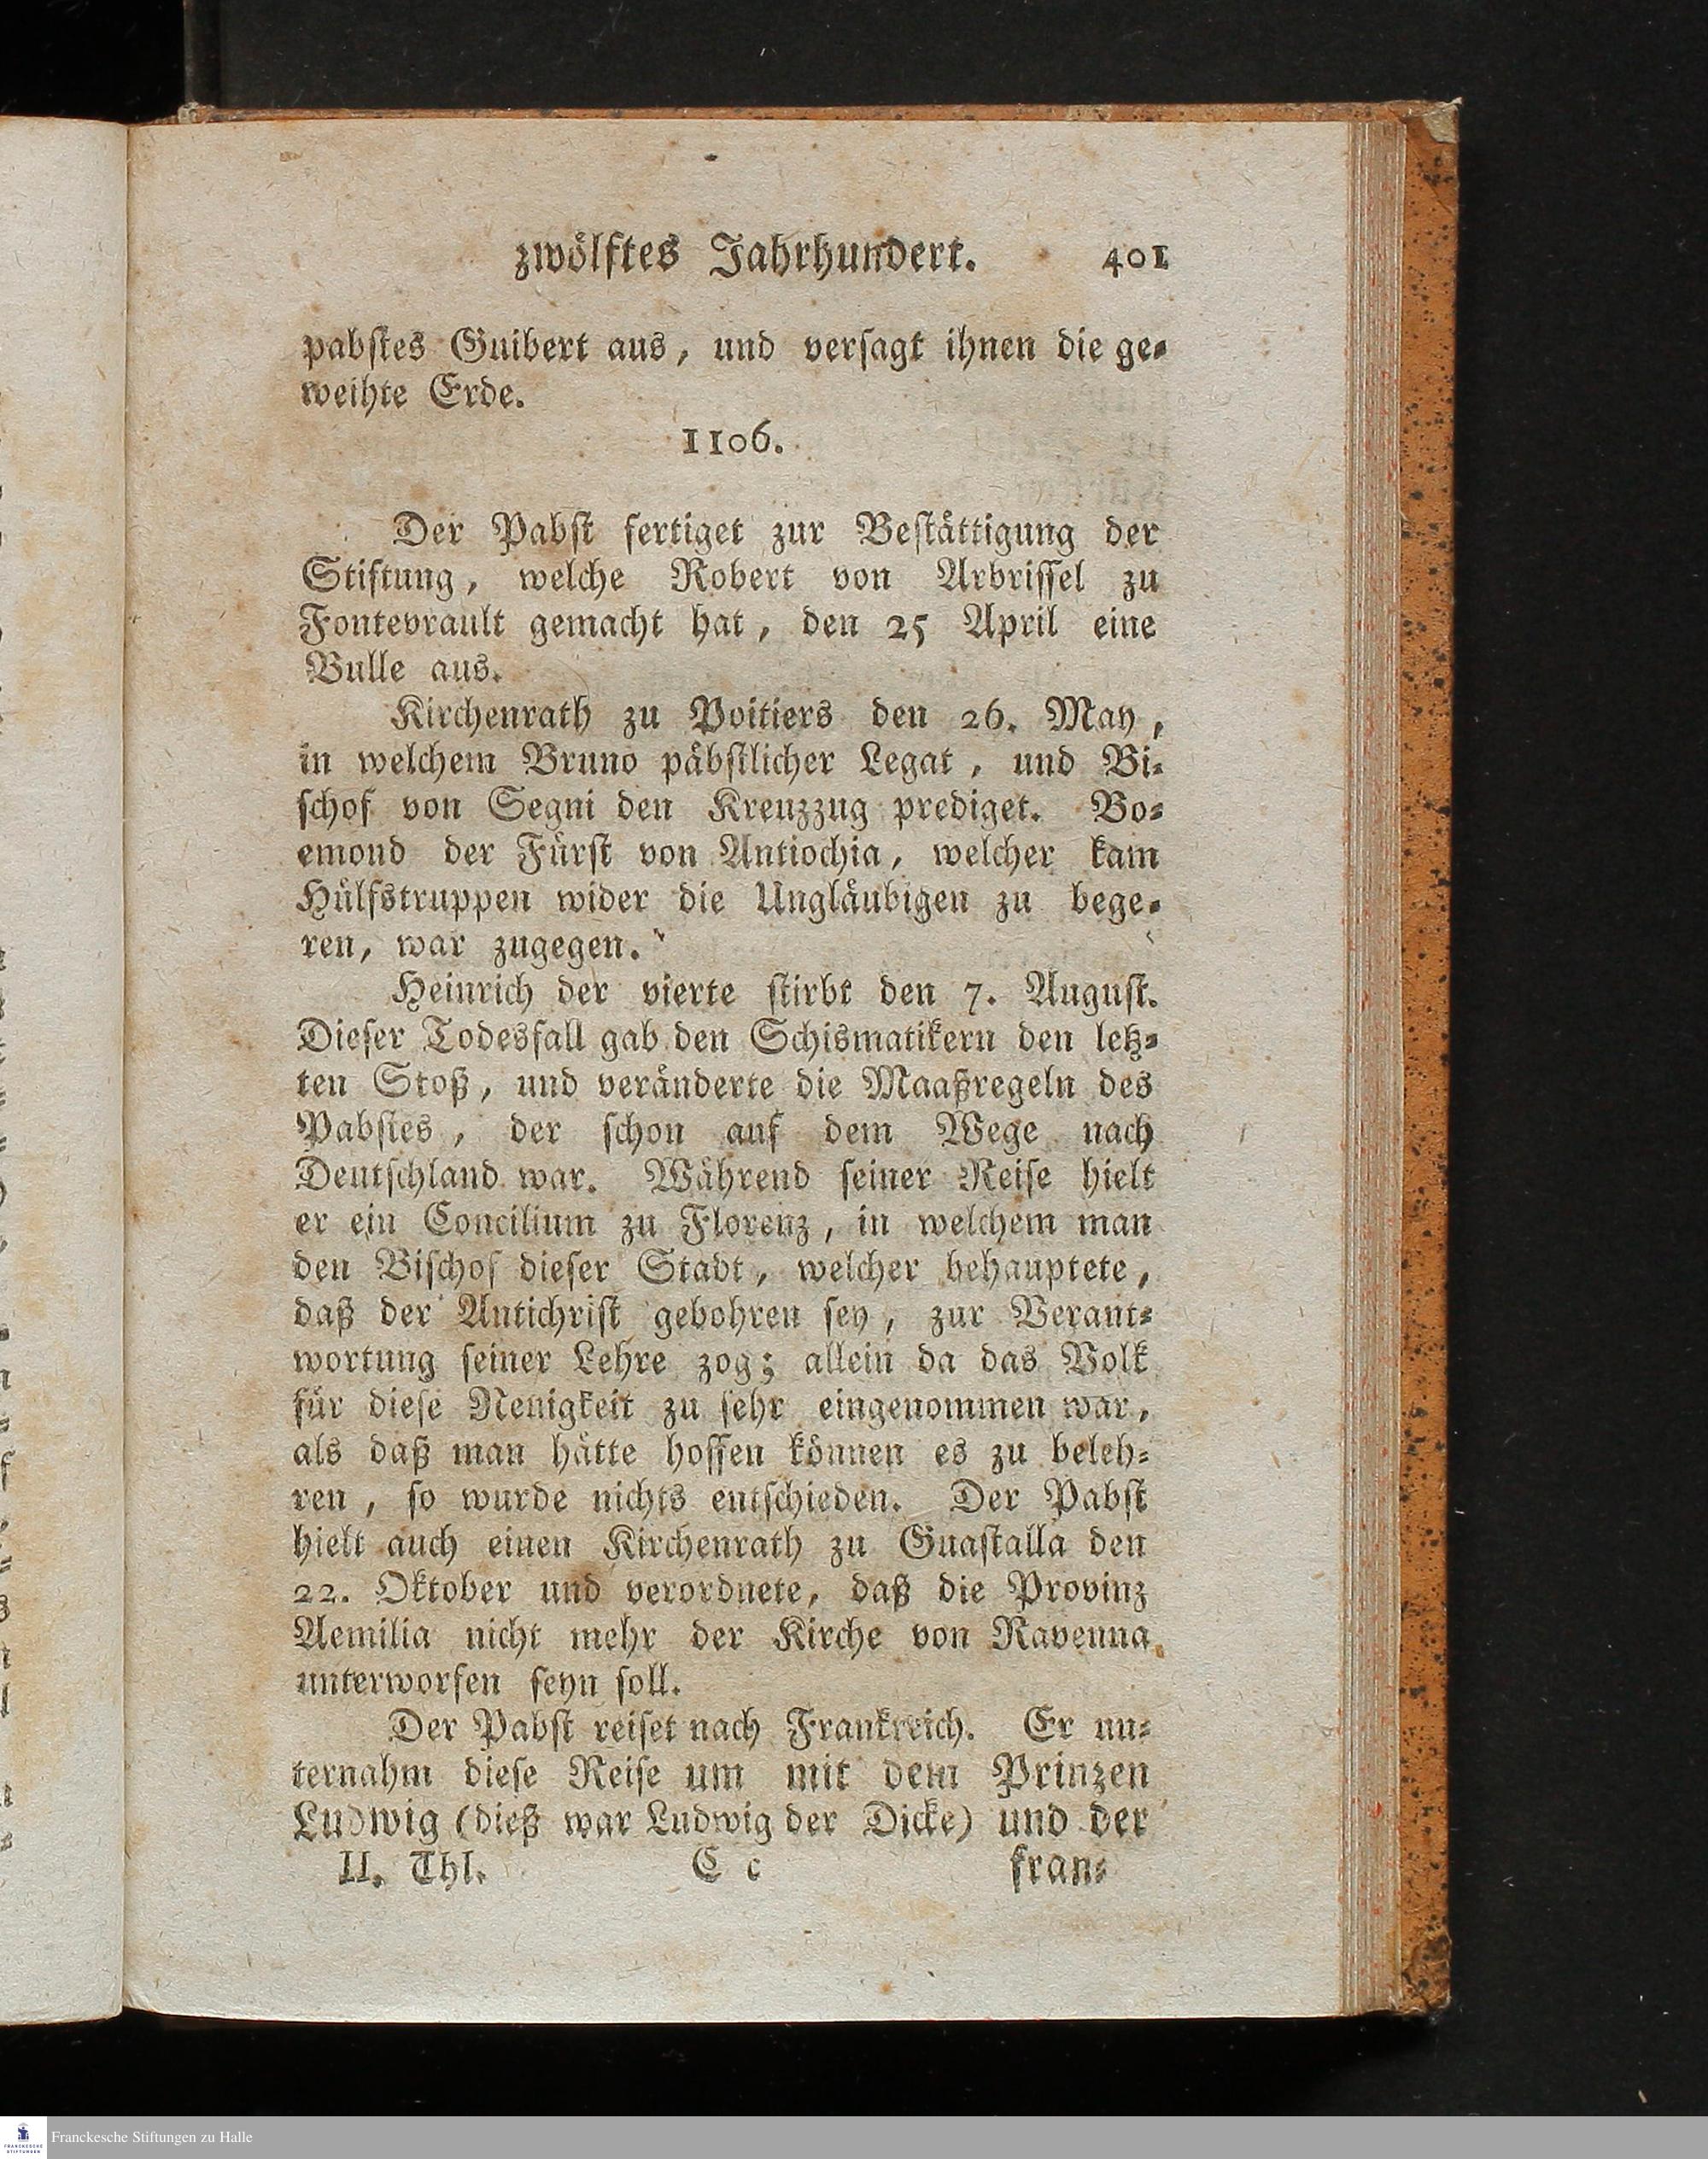 zwölftes Jahrhundert. 401
pabstes Guibert aus, und versagt ihnen die ge-
weihte Erde.
1106.
Der Pabst fertiget zur Bestättigung der
Stiftung, welche Robert von Arbrissel zu
Fontevrault gemacht hat, den 25 April eine
Bulle aus.
Kirchenrath zu Poitiers den 26. May,
in welchem Bruno päbstlicher Legat, und Bi-
schof von Segni den Kreuzzug prediget. Bo-
emond der Fürst von Antiochia, welcher kam
Hülfstruppen wider die Ungläubigen zu bege-
ren, war zugegen.
Heinrich der vierte stirbt den 7. August.
Dieser Todesfall gab den Schismatikern den letz-
ten Stoß, und veränderte die Maaßregeln des
Pabstes, der schon auf dem Wege nach
Deutschland war. Während seiner Reise hielt
er ein Concilium zu Florenz, in welchem man
den Bischof dieser Stadt, welcher behauptete,
daß der Antichrist gebohren sey, zur Verant-
wortung seiner Lehre zog; allein da das Volk
für diese Neuigkeit zu sehr eingenommen war,
als daß man hätte hoffen können es zu beleh-
ren, so wurde nichts entschieden. Der Pabst
hielt auch einen Kirchenrath zu Guastalla den
22. Oktober und verordnete, daß die Provinz
Aemilia nicht mehr der Kirche von Ravenna
unterworfen seyn soll.
Der Pabst reiset nach Frankreich. Er un-
ternahm diese Reise um mit dem Prinzen
Ludwig (dieß war Ludwig der Dicke) und der
II. Thl. C c fran-
Franckesche Stiftungen zu Halle